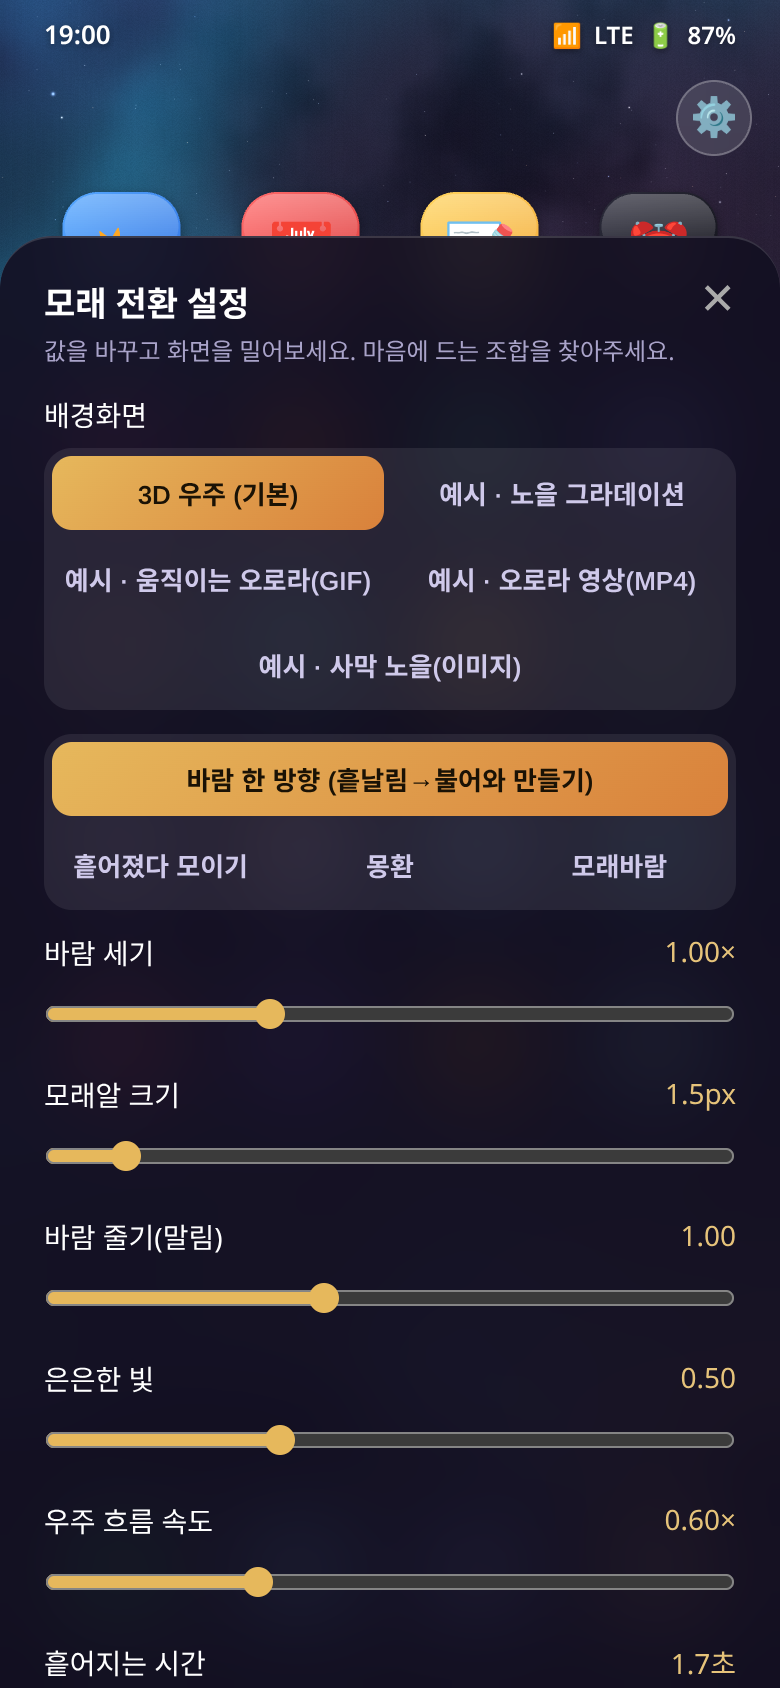 19:00 LTE 87%
July
모래 전환 설정 ✕
값을 바꾸고 화면을 밀어보세요. 마음에 드는 조합을 찾아주세요.
배경화면
3D 우주 (기본) 예시 · 노을 그라데이션
예시 · 움직이는 오로라(GIF) 예시 · 오로라 영상(MP4)
예시 · 사막 노을(이미지)
바람 한 방향 (흩날림→불어와 만들기)
흩어졌다 모이기 몽환 모래바람
바람 세기 1.00×
모래알 크기 1.5px
바람 줄기(말림) 1.00
은은한 빛 0.50
우주 흐름 속도 0.60×
흩어지는 시간 1.7초